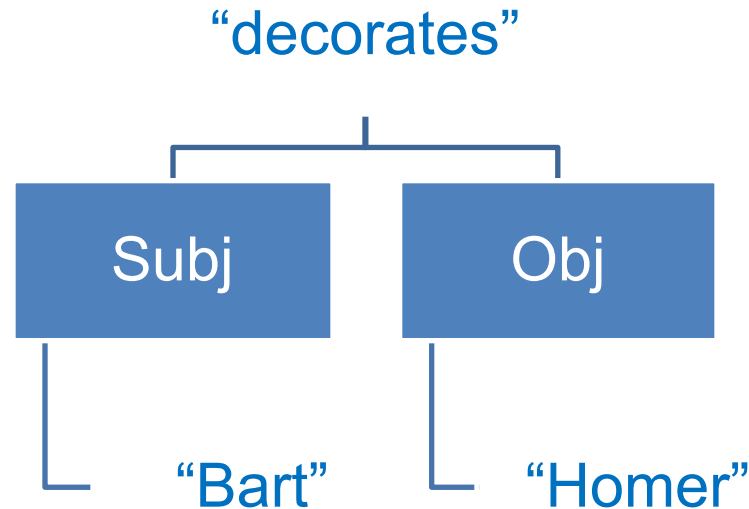 “decorates”
Subj Obj
“Bart” “Homer”